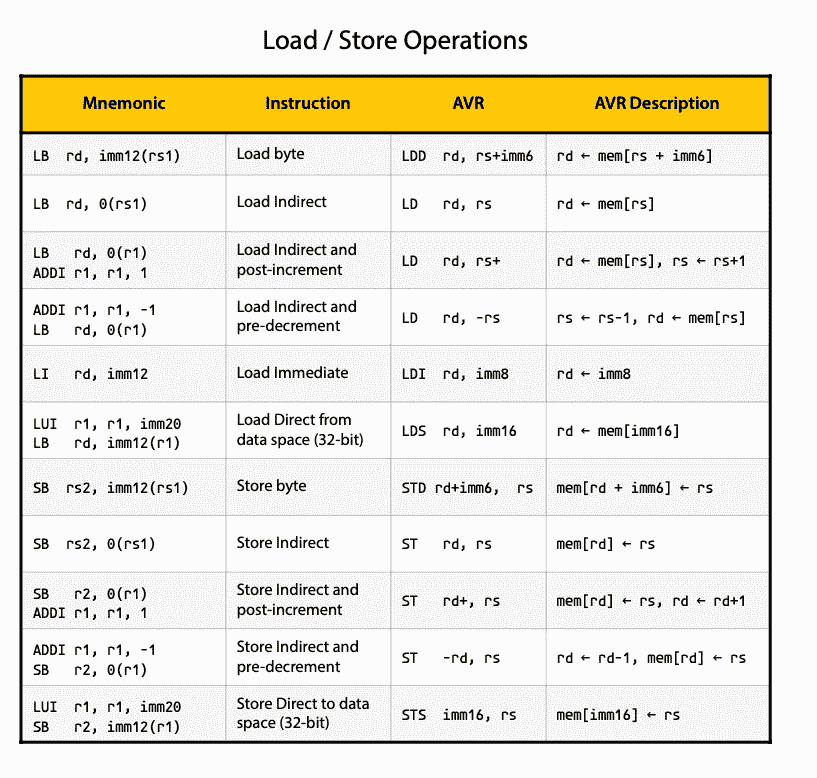 Load / Store Operations
Mnemonic Instruction AVR AVR Description
LB rd, imm12(rs1) Load byte LDD rd, rs+imm6 rd ← mem[rs + imm6]
LB rd, 0(rs1) Load Indirect LD rd, rs rd ← mem[rs]
LB rd, 0(r1) Load Indirect and LD rd, rs+ rd ← mem[rs], rs ← rs+1
ADDI r1, r1, 1 post-increment
ADDI r1, r1, -1 Load Indirect and LD rd, -rs rs ← rs-1, rd ← mem[rs]
LB rd, 0(r1) pre-decrement
LI rd, imm12 Load Immediate LDI rd, imm8 rd ← imm8
LUI r1, r1, imm20 Load Direct from LDS rd, imm16 rd ← mem[imm16]
LB rd, imm12(r1) data space (32-bit)
SB rs2, imm12(rs1) Store byte STD rd+imm6, rs mem[rd + imm6] ← rs
SB rs2, 0(rs1) Store Indirect ST rd, rs mem[rd] ← rs
SB r2, 0(r1) Store Indirect and ST rd+, rs mem[rd] ← rs, rd ← rd+1
ADDI r1, r1, 1 post-increment
ADDI r1, r1, -1 Store Indirect and ST -rd, rs rd ← rd-1, mem[rd] ← rs
SB r2, 0(r1) pre-decrement
LUI r1, r1, imm20 Store Direct to data STS imm16, rs mem[imm16] ← rs
SB r2, imm12(r1) space (32-bit)